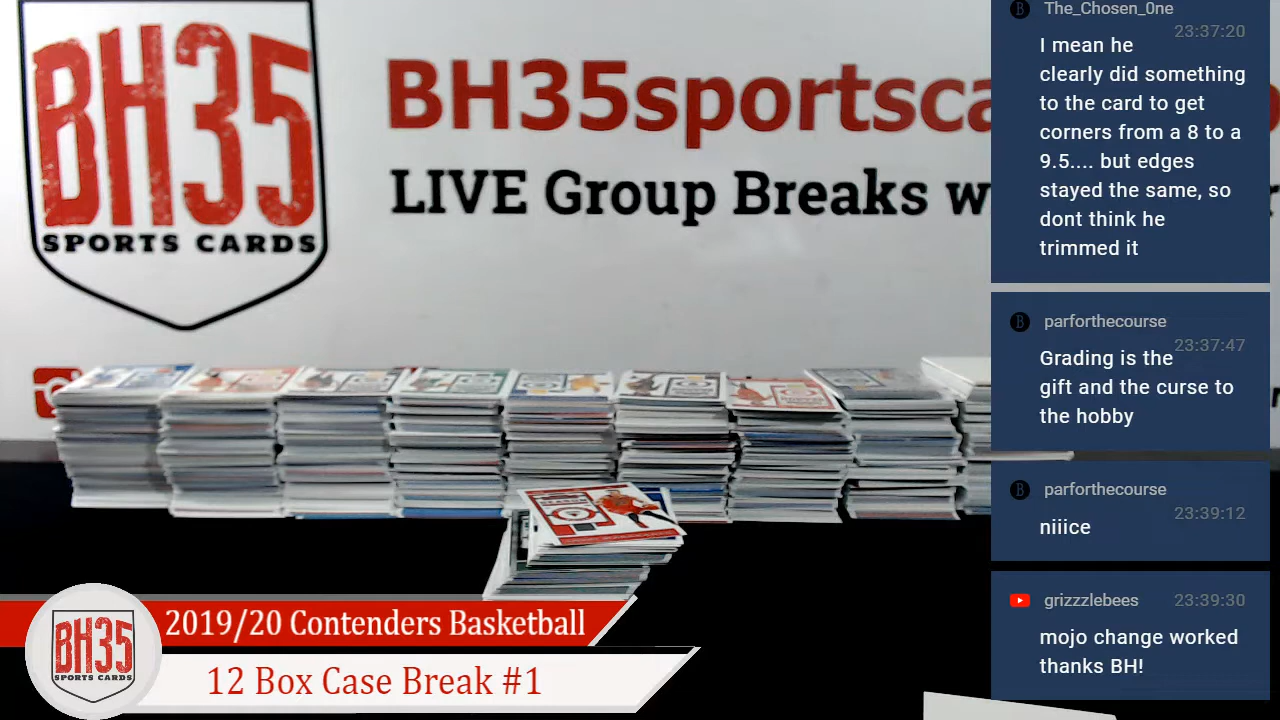 BH35
SPORTS CARDS
BH35sportsca
LIVE Group Breaks w
The_Chosen_0ne
23:37:20
I mean he
clearly did something
to the card to get
corners from a 8 to a
9.5.... but edges
stayed the same, so
dont think he
trimmed it
parforthecourse
23:37:47
Grading is the
gift and the curse to
the hobby
parforthecourse
23:39:12
niiice
grizzzlebees 23:39:30
mojo change worked
thanks BH!
BH35
SPORTS CARDS
2019/20 Contenders Basketball
12 Box Case Break #1